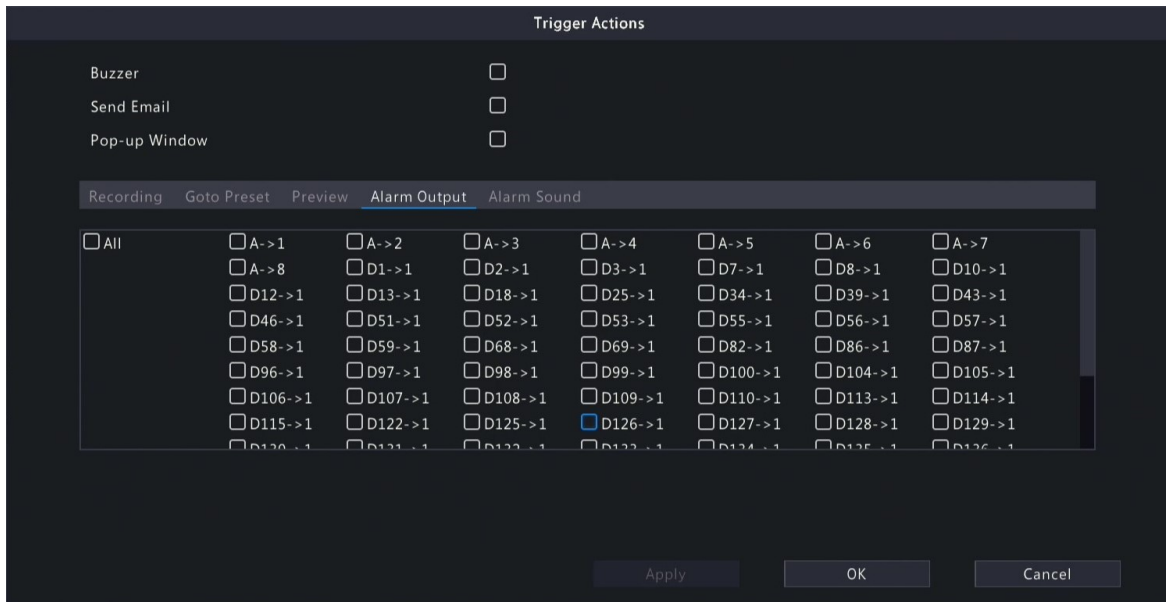 Trigger Actions
Buzzer
Send Email
Pop-up Window
Recording Goto Preset Preview Alarm Output Alarm Sound
All A->1 A->2 A->3 A->4 A->5 A->6 A->7
A->8 D1->1 D2->1 D3->1 D7->1 D8->1 D10->1
D12->1 D13->1 D18->1 D25->1 D34->1 D39->1 D43->1
D46->1 D51->1 D52->1 D53->1 D55->1 D56->1 D57->1
D58->1 D59->1 D68->1 D69->1 D82->1 D86->1 D87->1
D96->1 D97->1 D98->1 D99->1 D100->1 D104->1 D105->1
D106->1 D107->1 D108->1 D109->1 D110->1 D113->1 D114->1
D115->1 D122->1 D125->1 D126->1 D127->1 D128->1 D129->1
Apply OK Cancel